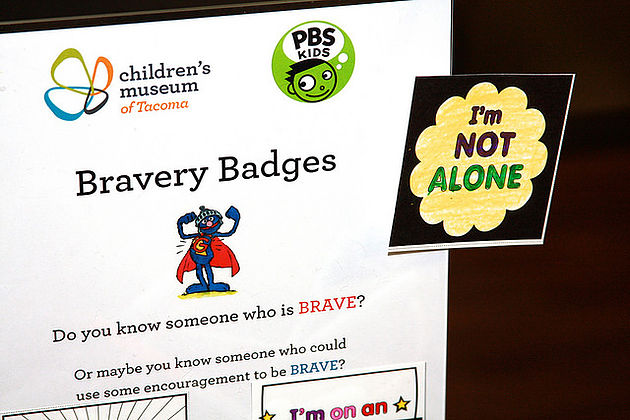 children's
museum
of Tacoma
PBS
KIDS
Bravery Badges
G
Do you know someone who is BRAVE?
Or maybe you know someone who could
use some encouragement to be BRAVE?
I'm
NOT
ALONE
I'm on an